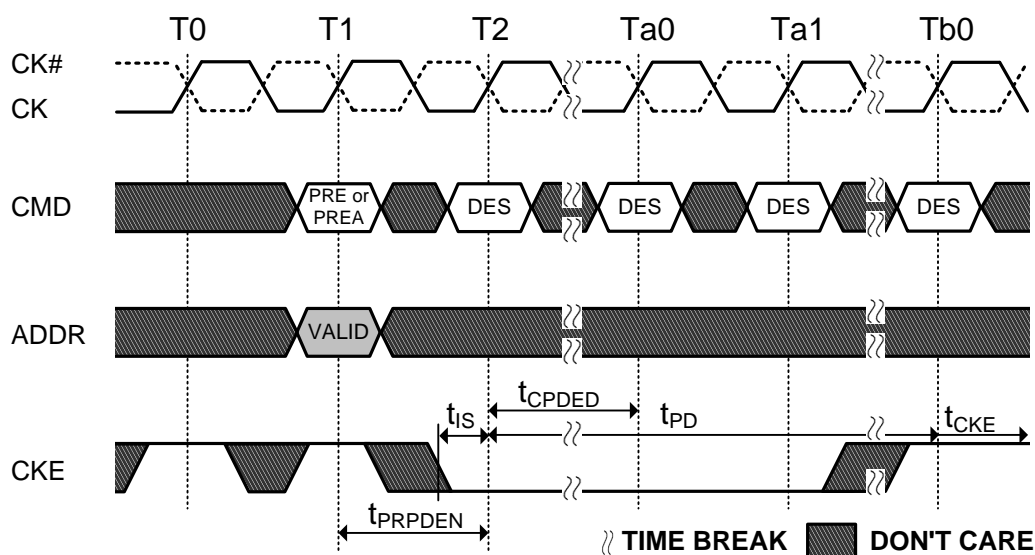 T0 T1 T2 Ta0 Ta1 Tb0
CK#
CK
CMD
PRE or
PREA
DES
DES
DES
DES
ADDR
VALID
tIS
tCPDED
tPD
tCKE
CKE
tPRPDEN
TIME BREAK
DON'T CARE